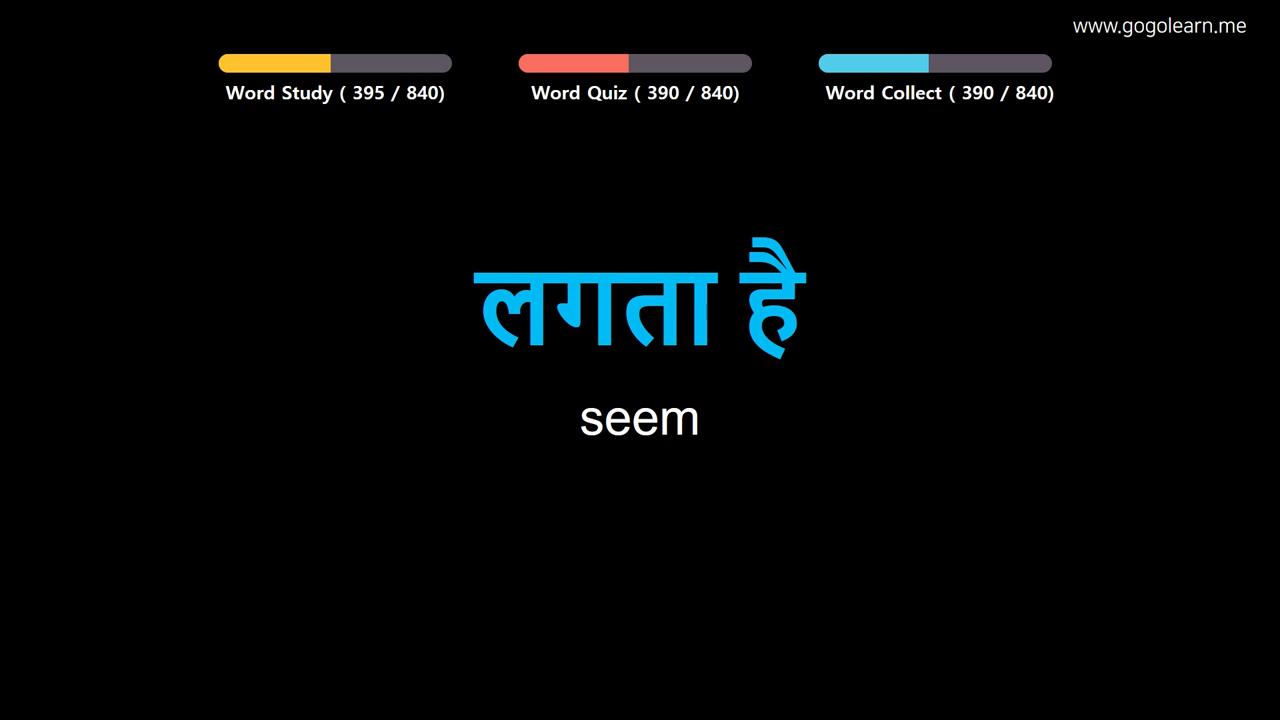 www.gogolearn.me
Word Study ( 395 / 840)
Word Quiz ( 390 / 840)
Word Collect ( 390 / 840)
लगता है
seem